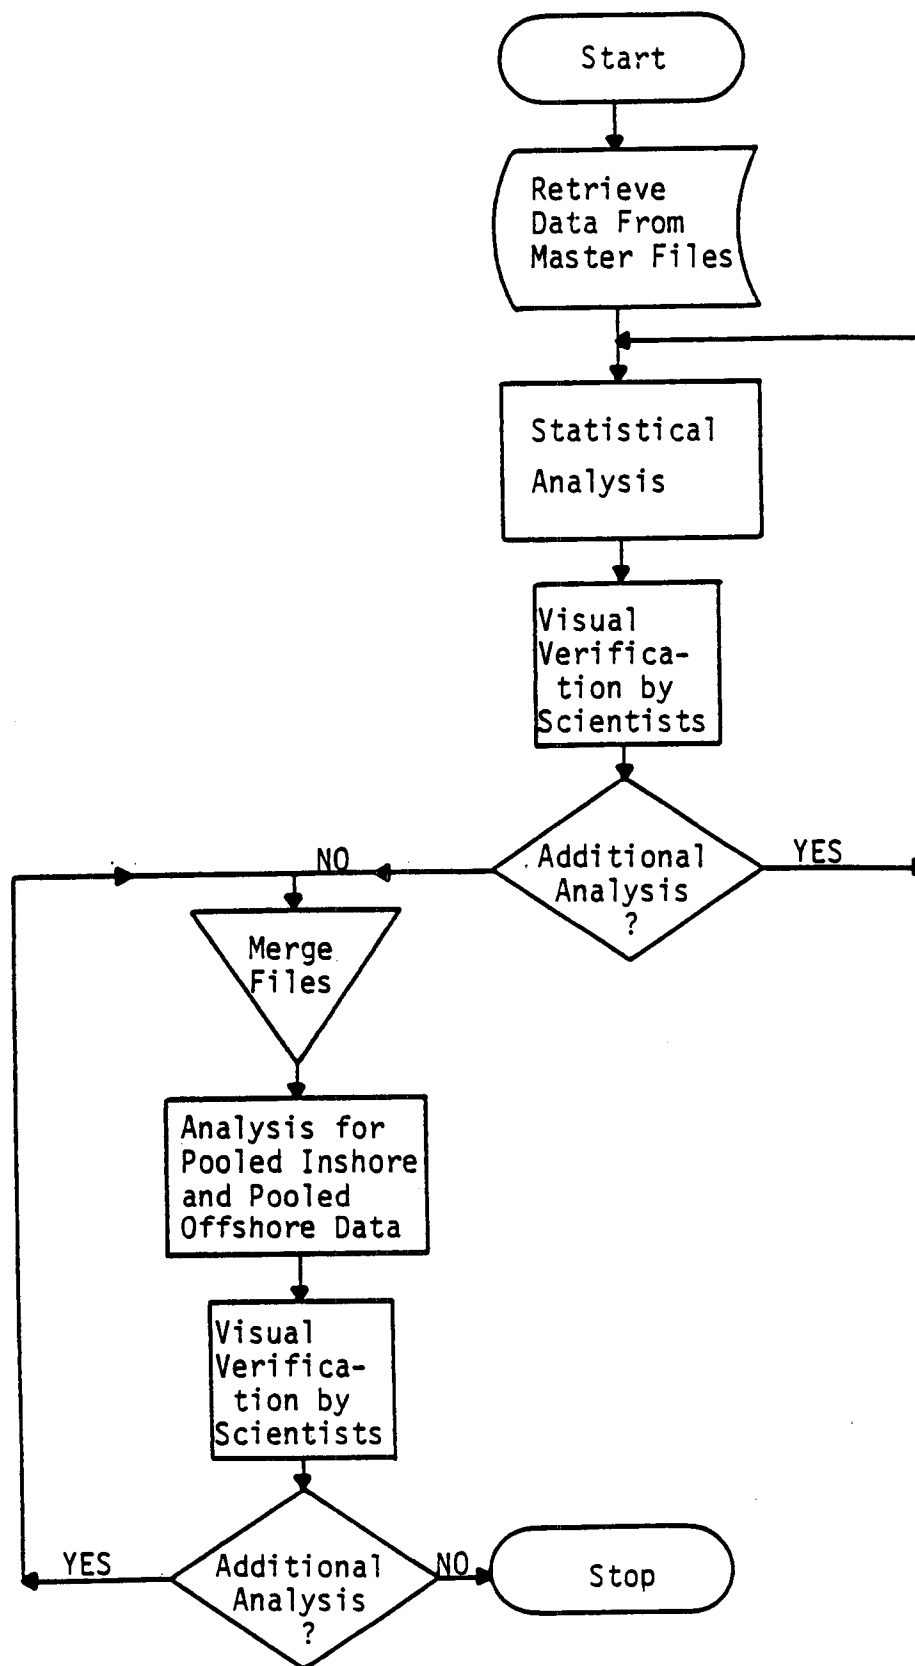 Start
Retrieve
Data From
Master Files
Statistical
Analysis
Visual
Verifica-
tion by
Scientists
Additional
Analysis
?
YES
NO
Merge
Files
Analysis for
Pooled Inshore
and Pooled
Offshore Data
Visual
Verifica-
tion by
Scientists
Additional
Analysis
?
YES
NO
Stop